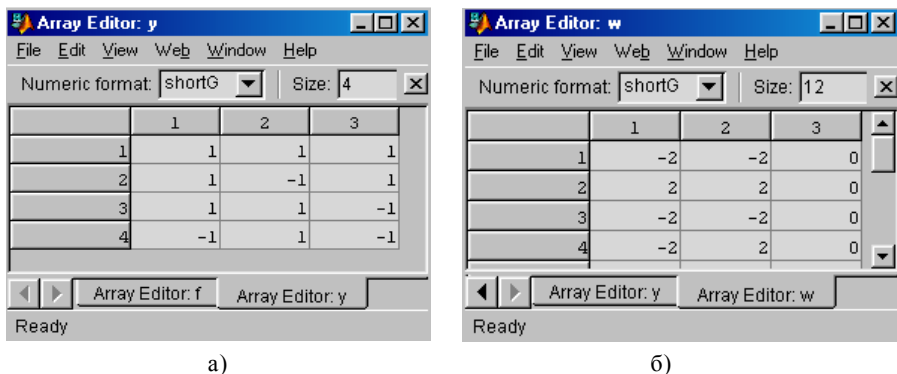 Array Editor: y
File Edit View Web Window Help
Numeric format: shortG Size: 4
1 2 3
1 1 1 1
2 1 -1 1
3 1 1 -1
4 -1 1 -1
Array Editor: f Array Editor: y
Ready
а)
Array Editor: w
File Edit View Web Window Help
Numeric format: shortG Size: 12
1 2 3
1 -2 -2 0
2 2 2 0
3 -2 -2 0
4 -2 2 0
Array Editor: y Array Editor: w
Ready
б)